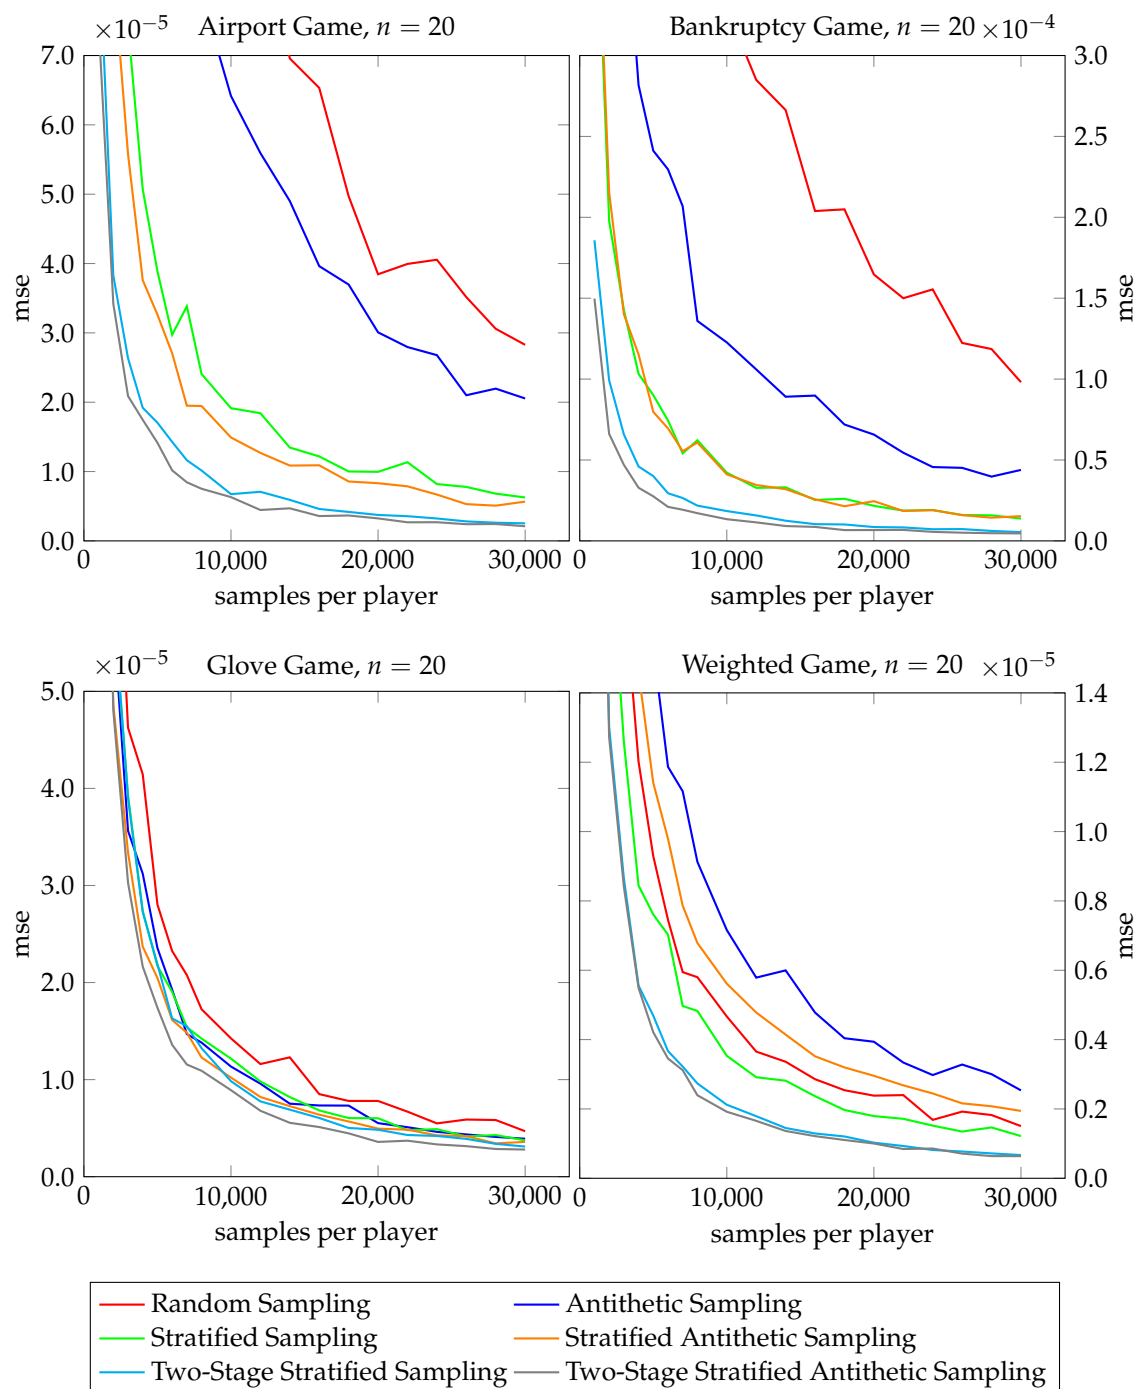 ×10−5 Airport Game, n = 20
7.0
6.0
5.0
4.0
3.0
2.0
1.0
0.0
mse
0 10,000 20,000 30,000
samples per player
Bankruptcy Game, n = 20 ×10−4
3.0
2.0
1.5
1.0
0.5
0.0
mse
0 10,000 20,000 30,000
samples per player
×10−5 Glove Game, n = 20
5.0
4.0
3.0
2.0
1.0
0.0
mse
0 10,000 20,000 30,000
samples per player
Weighted Game, n = 20 ×10−5
1.4
1.2
1.0
0.8
0.6
0.4
0.2
0.0
mse
0 10,000 20,000 30,000
samples per player
Random Sampling
Antithetic Sampling
Stratified Sampling
Stratified Antithetic Sampling
Two-Stage Stratified Sampling
Two-Stage Stratified Antithetic Sampling